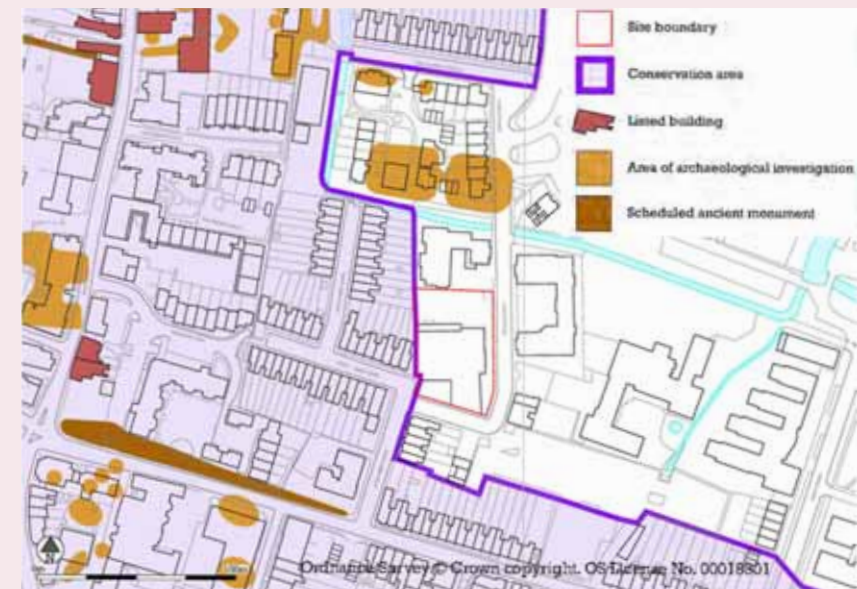 Site boundary
Conservation area
Listed building
Area of archaeological investigation
Scheduled ancient monument
Ordnance Survey © Crown copyright. OS License No. 00018301